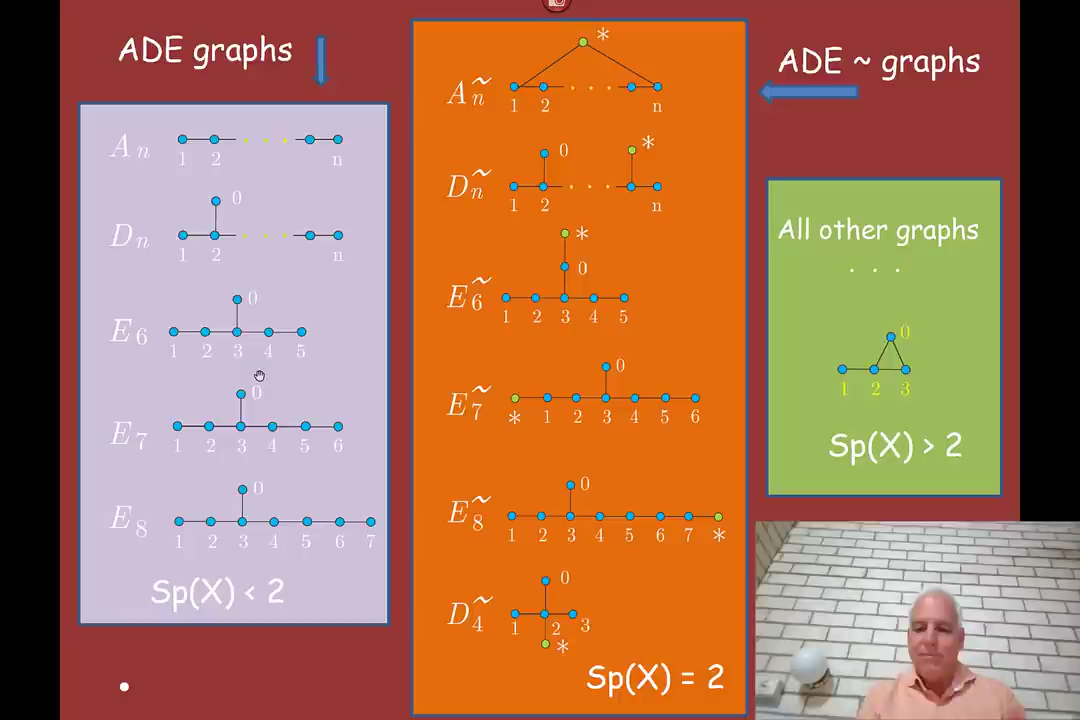 ADE graphs
A n
1 2 n
D n
0
1 2 n
E 6
0
1 2 3 4 5
E 7
0
1 2 3 4 5 6
E 8
0
1 2 3 4 5 6 7
Sp(X) < 2
*
A~n
1 2 n
0 *
D~n
1 2 n
*
0
E~6
1 2 3 4 5
0
E~7
* 1 2 3 4 5 6
0
E~8
1 2 3 4 5 6 7 *
0
D~4
1 2 3
*
Sp(X) = 2
ADE ~ graphs
All other graphs
. . .
0
1 2 3
Sp(X) > 2